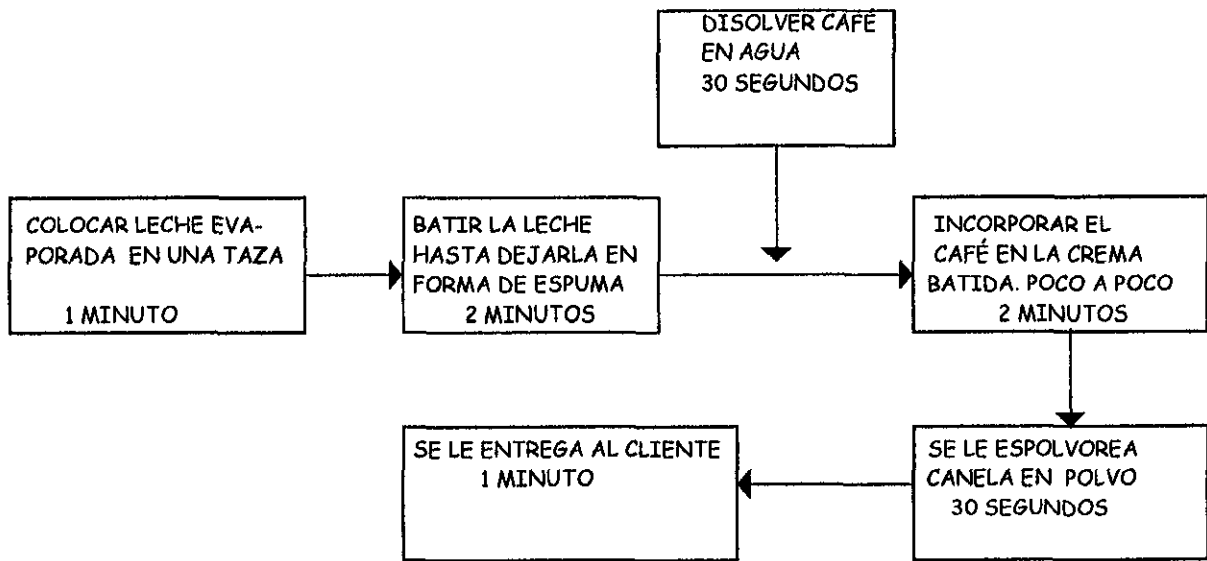 DISOLVER CAFÉ
EN AGUA
30 SEGUNDOS
COLOCAR LECHE EVA-
PORADA EN UNA TAZA
1 MINUTO
BATIR LA LECHE
HASTA DEJARLA EN
FORMA DE ESPUMA
2 MINUTOS
INCORPORAR EL
CAFÉ EN LA CREMA
BATIDA. POCO A POCO
2 MINUTOS
SE LE ENTREGA AL CLIENTE
1 MINUTO
SE LE ESPOLVOREA
CANELA EN POLVO
30 SEGUNDOS